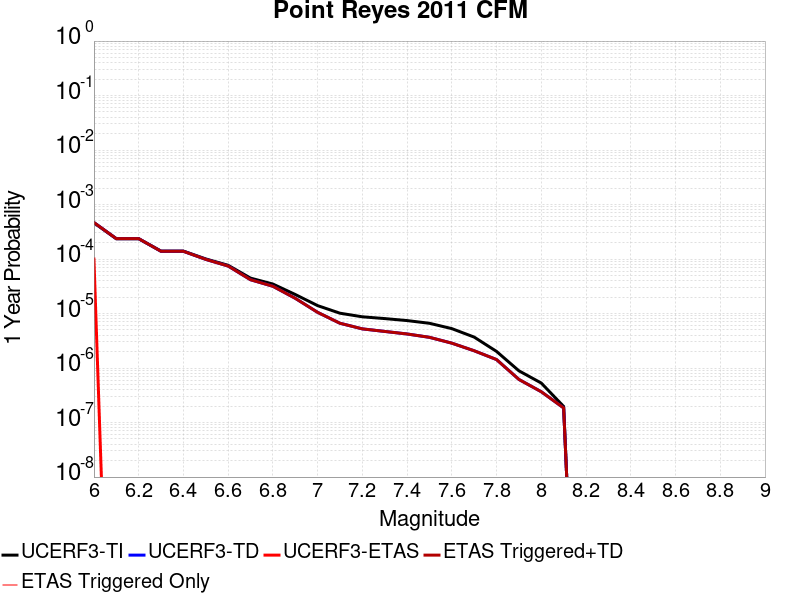 Point Reyes 2011 CFM
10^0
10^-1
10^-2
10^-3
10^-4
10^-5
10^-6
10^-7
10^-8
1 Year Probability
6 6.2 6.4 6.6 6.8 7 7.2 7.4 7.6 7.8 8 8.2 8.4 8.6 8.8 9
Magnitude
UCERF3-TI UCERF3-TD UCERF3-ETAS ETAS Triggered+TD
ETAS Triggered Only